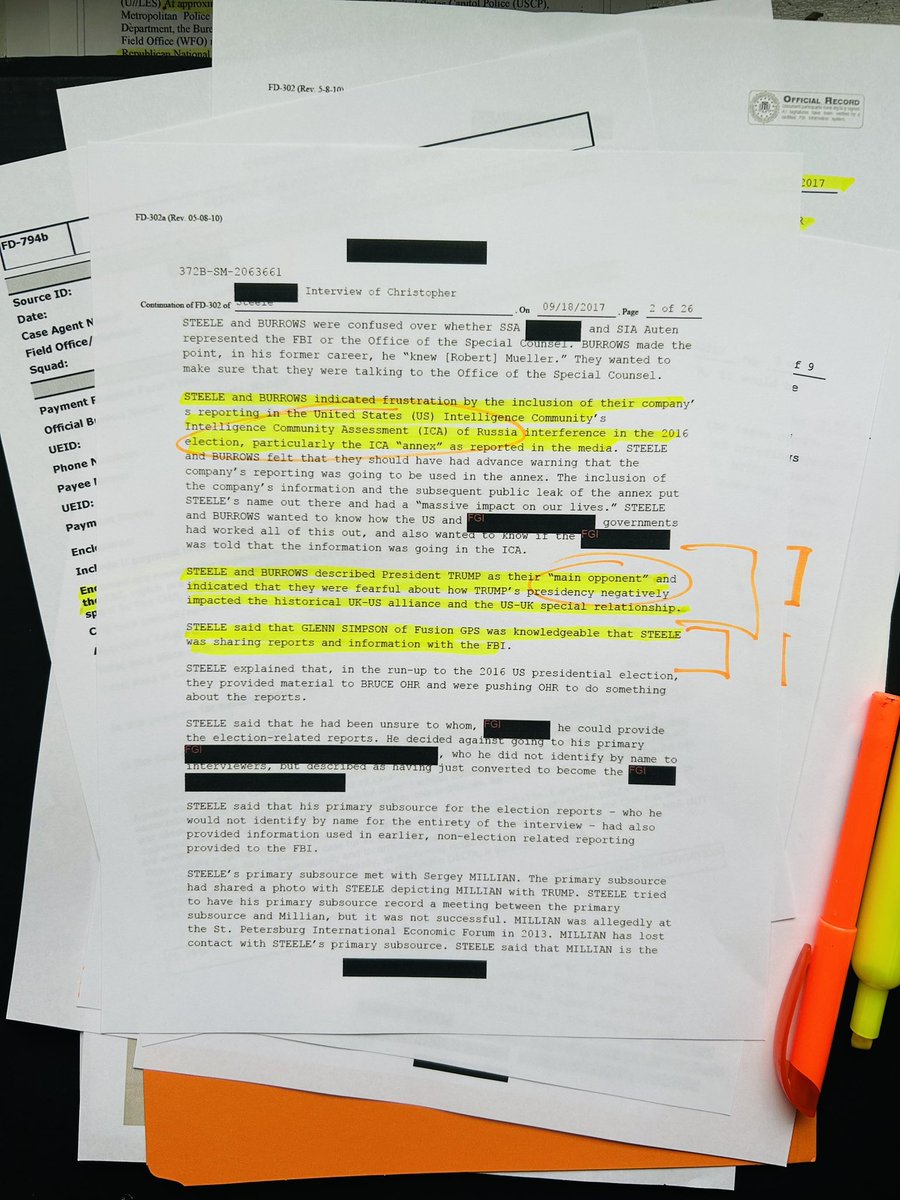 (U//LES) At approxi
Capitol Police (USCP),
Metropolitan Police
Department, the Bure
Field Office (WFO)
Republican National
FD-302 (Rev. 5-8-10)
OFFICIAL RECORD
2017
FD-302a (Rev. 05-08-10)
FD-794b
372B-SM-2063661
Interview of Christopher
Continuation of FD-302 of Steele , On 09/18/2017 , Page 2 of 26
STEELE and BURROWS were confused over whether SSA and SIA Auten
represented the FBI or the Office of the Special Counsel. BURROWS made the
point, in his former career, he “knew [Robert] Mueller.” They wanted to
make sure that they were talking to the Office of the Special Counsel.
STEELE and BURROWS indicated frustration by the inclusion of their company’
s reporting in the United States (US) Intelligence Community’s
Intelligence Community Assessment (ICA) of Russia interference in the 2016
election, particularly the ICA “annex” as reported in the media. STEELE
and BURROWS felt that they should have had advance warning that the
company’s reporting was going to be used in the annex. The inclusion of
the company’s information and the subsequent public leak of the annex put
STEELE’s name out there and had a “massive impact on our lives.” STEELE
and BURROWS wanted to know how the US and FGI governments
had worked all of this out, and also wanted to know if the FGI
was told that the information was going in the ICA.
STEELE and BURROWS described President TRUMP as their “main opponent” and
indicated that they were fearful about how TRUMP’s presidency negatively
impacted the historical UK-US alliance and the US-UK special relationship.
STEELE said that GLENN SIMPSON of Fusion GPS was knowledgeable that STEELE
was sharing reports and information with the FBI.
STEELE explained that, in the run-up to the 2016 US presidential election,
they provided material to BRUCE OHR and were pushing OHR to do something
about the reports.
STEELE said that he had been unsure to whom, FGI he could provide
the election-related reports. He decided against going to his primary
FGI , who he did not identify by name to
interviewers, but described as having just converted to become the FGI
STEELE said that his primary subsource for the election reports – who he
would not identify by name for the entirety of the interview – had also
provided information used in earlier, non-election related reporting
provided to the FBI.
STEELE’s primary subsource met with Sergey MILLIAN. The primary subsource
had shared a photo with STEELE depicting MILLIAN with TRUMP. STEELE tried
to have his primary subsource record a meeting between the primary
subsource and Millian, but it was not successful. MILLIAN was allegedly at
the St. Petersburg International Economic Forum in 2013. MILLIAN has lost
contact with STEELE’s primary subsource. STEELE said that MILLIAN is the
Source ID:
Date:
Case Agent N
Field Office/
Squad:
Payment
Official B
UEID:
Phone N
Payee
UEID:
Paym
Encl
Incl
En
the
sp
f 9
e